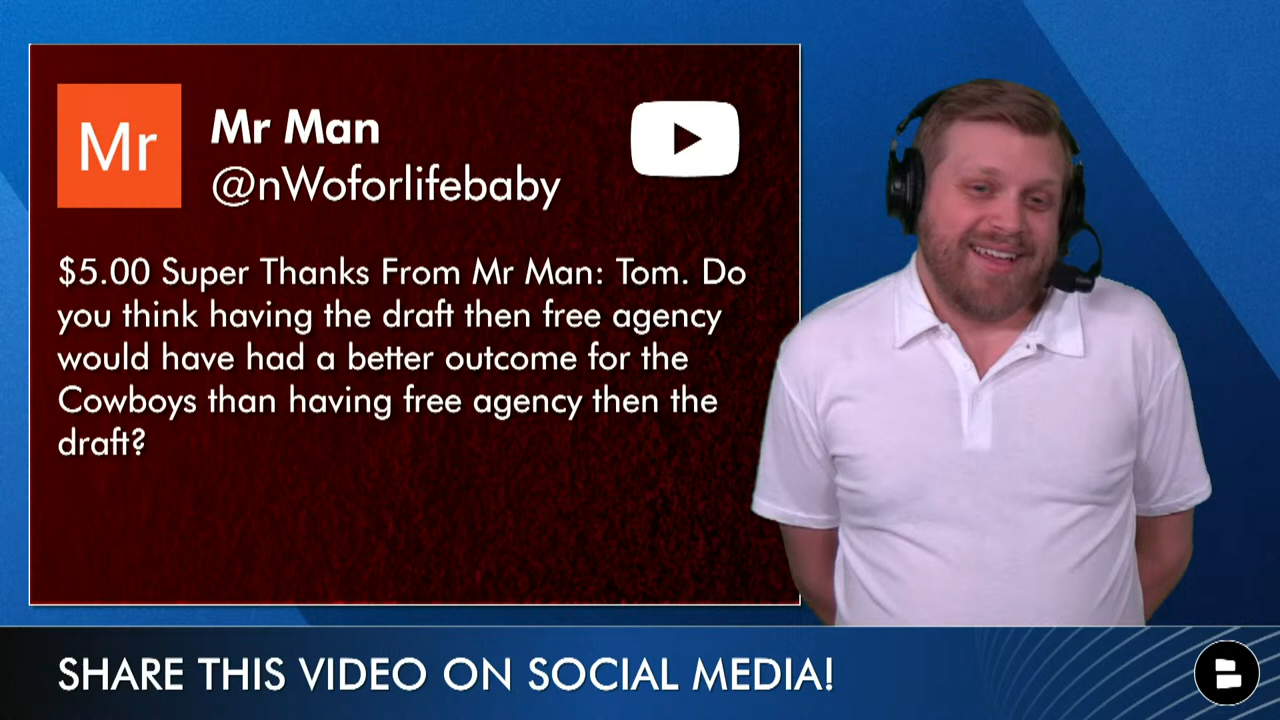 Mr
Mr Man
@nWoforlifebaby
$5.00 Super Thanks From Mr Man: Tom. Do
you think having the draft then free agency
would have had a better outcome for the
Cowboys than having free agency then the
draft?
SHARE THIS VIDEO ON SOCIAL MEDIA!